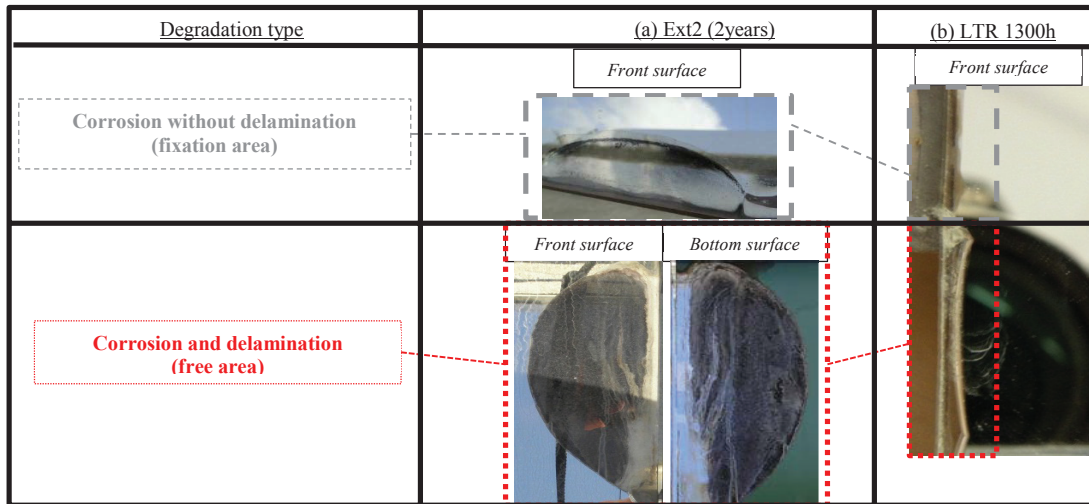 Degradation type
(a) Ext2 (2years)
(b) LTR 1300h
Front surface
Front surface
Corrosion without delamination
(fixation area)
Front surface
Bottom surface
Corrosion and delamination
(free area)